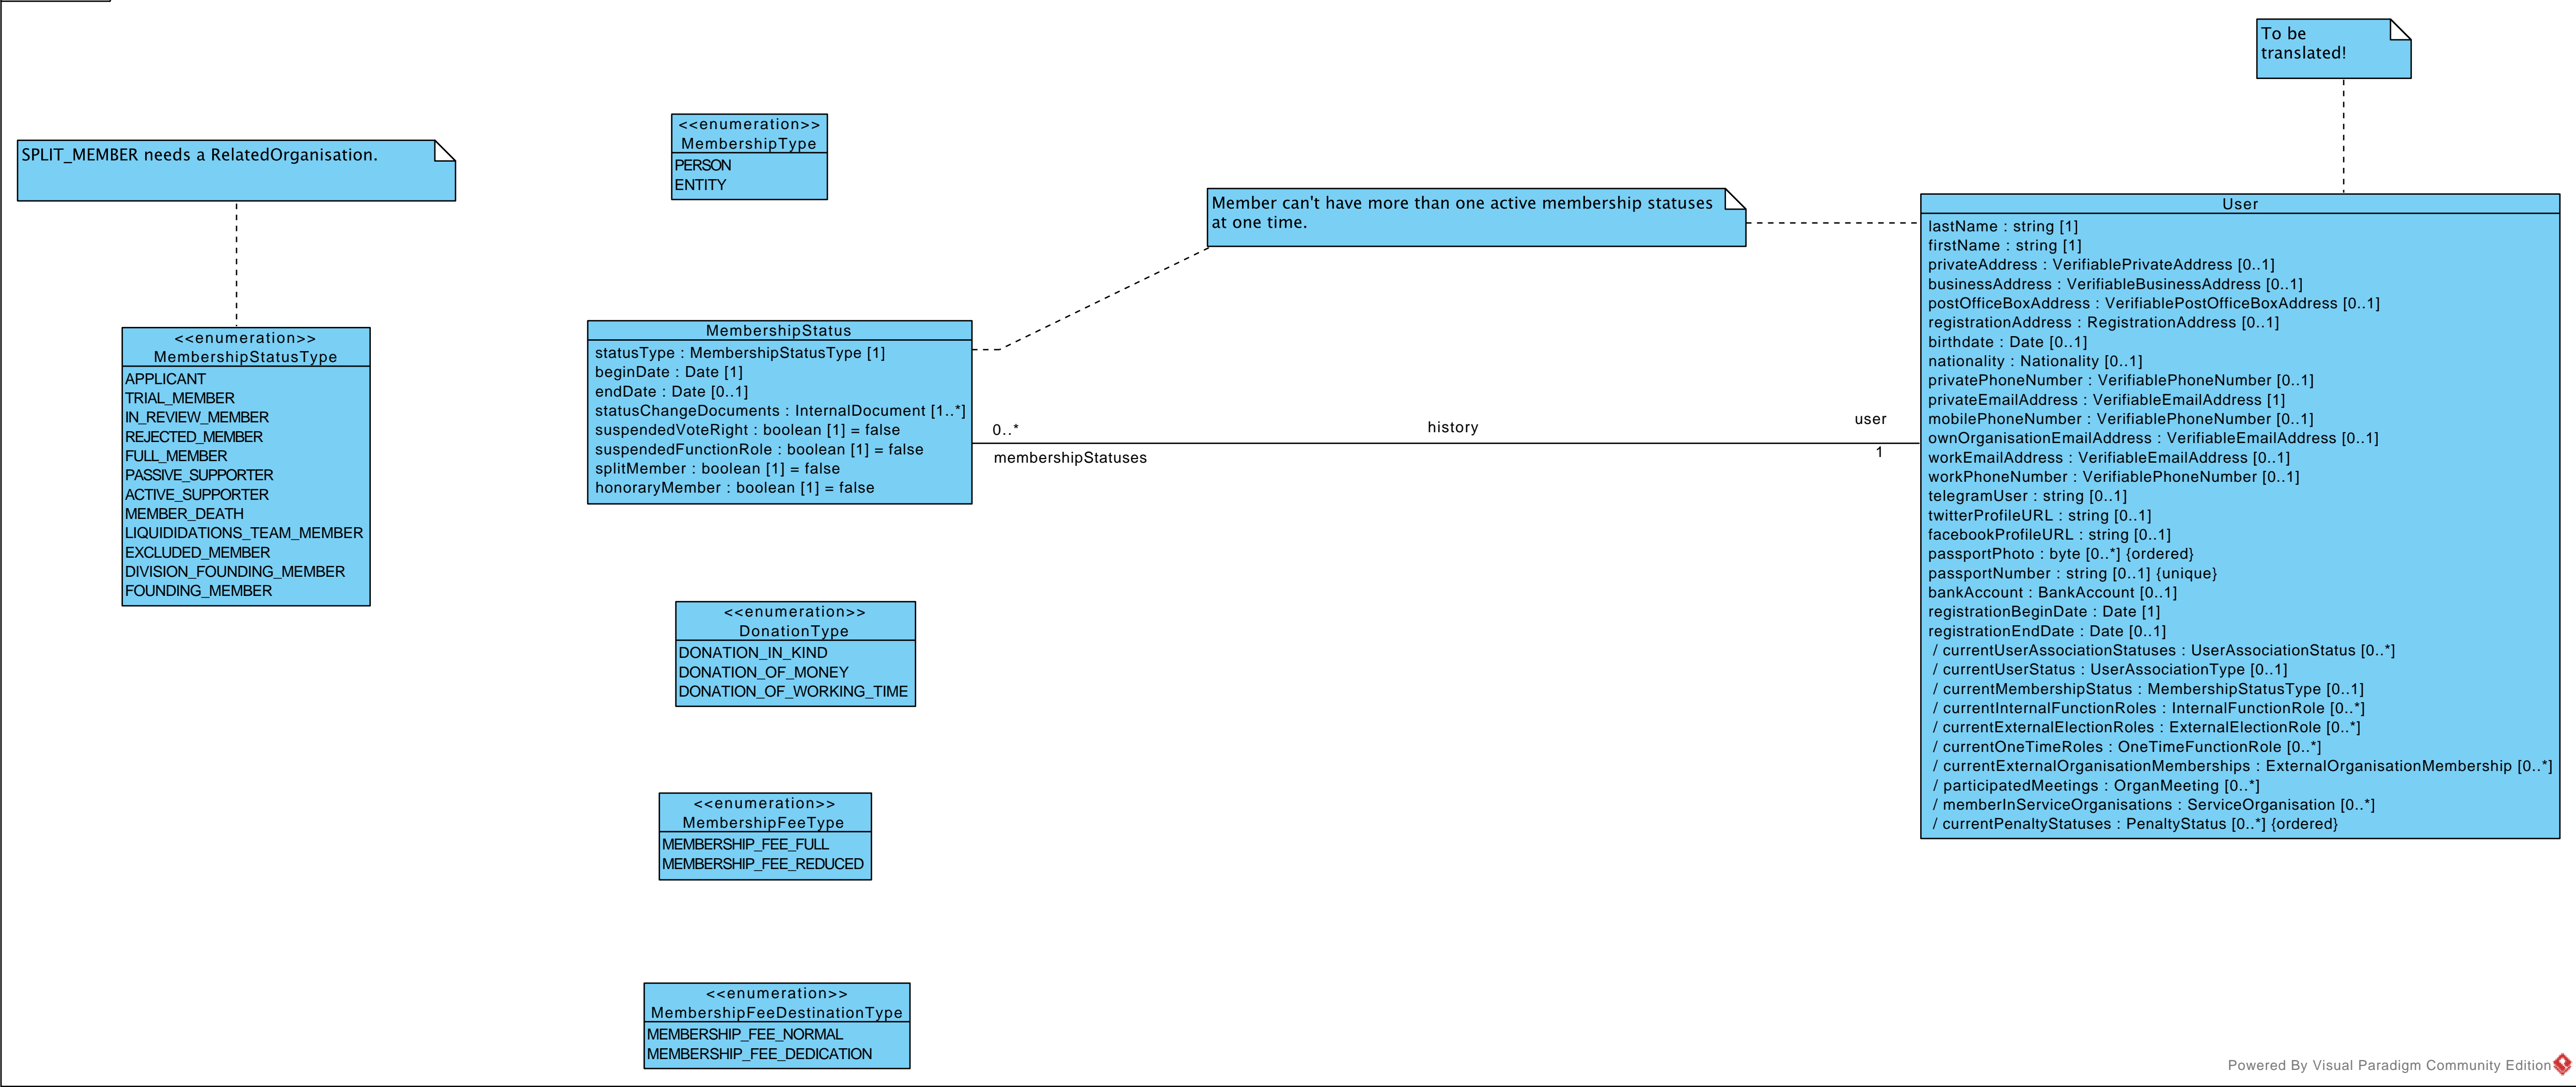 To be
translated!
SPLIT_MEMBER needs a RelatedOrganisation.
<<enumeration>>
MembershipType
PERSON
ENTITY
Member can't have more than one active membership statuses
at one time.
<<enumeration>>
MembershipStatusType
APPLICANT
TRIAL_MEMBER
IN_REVIEW_MEMBER
REJECTED_MEMBER
FULL_MEMBER
PASSIVE_SUPPORTER
ACTIVE_SUPPORTER
MEMBER_DEATH
LIQUIDIDATIONS_TEAM_MEMBER
EXCLUDED_MEMBER
DIVISION_FOUNDING_MEMBER
FOUNDING_MEMBER
MembershipStatus
statusType : MembershipStatusType [1]
beginDate : Date [1]
endDate : Date [0..1]
statusChangeDocuments : InternalDocument [1..*]
suspendedVoteRight : boolean [1] = false
suspendedFunctionRole : boolean [1] = false
splitMember : boolean [1] = false
honoraryMember : boolean [1] = false
0..*
membershipStatuses
history
user
1
User
lastName : string [1]
firstName : string [1]
privateAddress : VerifiablePrivateAddress [0..1]
businessAddress : VerifiableBusinessAddress [0..1]
postOfficeBoxAddress : VerifiablePostOfficeBoxAddress [0..1]
registrationAddress : RegistrationAddress [0..1]
birthdate : Date [0..1]
nationality : Nationality [0..1]
privatePhoneNumber : VerifiablePhoneNumber [0..1]
privateEmailAddress : VerifiableEmailAddress [1]
mobilePhoneNumber : VerifiablePhoneNumber [0..1]
ownOrganisationEmailAddress : VerifiableEmailAddress [0..1]
workEmailAddress : VerifiableEmailAddress [0..1]
workPhoneNumber : VerifiablePhoneNumber [0..1]
telegramUser : string [0..1]
twitterProfileURL : string [0..1]
facebookProfileURL : string [0..1]
passportPhoto : byte [0..*] {ordered}
passportNumber : string [0..1] {unique}
bankAccount : BankAccount [0..1]
registrationBeginDate : Date [1]
registrationEndDate : Date [0..1]
/ currentUserAssociationStatuses : UserAssociationStatus [0..*]
/ currentUserStatus : UserAssociationType [0..1]
/ currentMembershipStatus : MembershipStatusType [0..1]
/ currentInternalFunctionRoles : InternalFunctionRole [0..*]
/ currentExternalElectionRoles : ExternalElectionRole [0..*]
/ currentOneTimeRoles : OneTimeFunctionRole [0..*]
/ currentExternalOrganisationMemberships : ExternalOrganisationMembership [0..*]
/ participatedMeetings : OrganMeeting [0..*]
/ memberInServiceOrganisations : ServiceOrganisation [0..*]
/ currentPenaltyStatuses : PenaltyStatus [0..*] {ordered}
<<enumeration>>
DonationType
DONATION_IN_KIND
DONATION_OF_MONEY
DONATION_OF_WORKING_TIME
<<enumeration>>
MembershipFeeType
MEMBERSHIP_FEE_FULL
MEMBERSHIP_FEE_REDUCED
<<enumeration>>
MembershipFeeDestinationType
MEMBERSHIP_FEE_NORMAL
MEMBERSHIP_FEE_DEDICATION
Powered By Visual Paradigm Community Edition